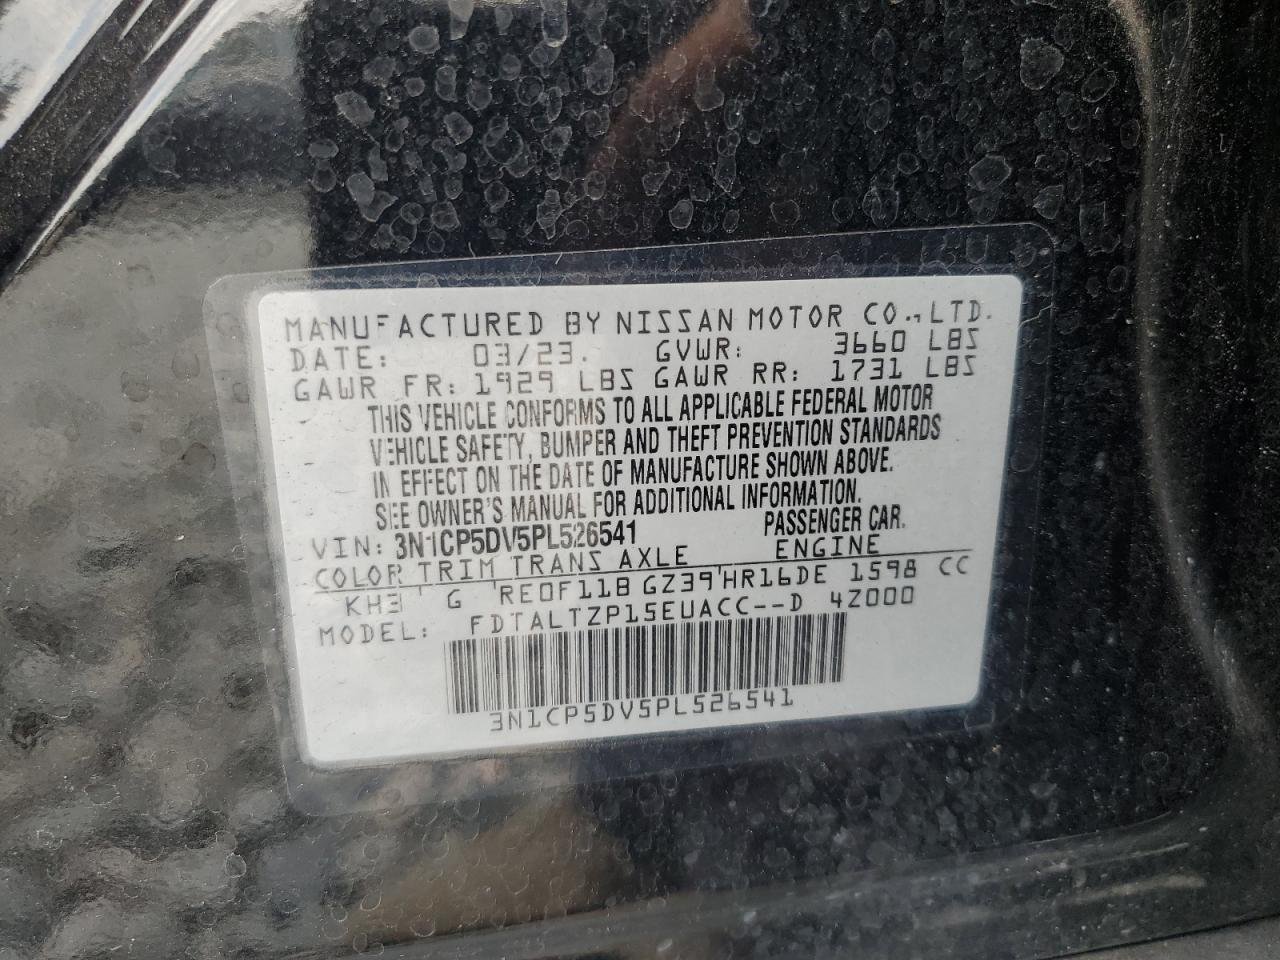 MANUFACTURED BY NISSAN MOTOR CO., LTD.
DATE: 03/23. GVWR: 3660 LBS
GAWR FR: 1929 LBS GAWR RR: 1731 LBS
THIS VEHICLE CONFORMS TO ALL APPLICABLE FEDERAL MOTOR
VEHICLE SAFETY, BUMPER AND THEFT PREVENTION STANDARDS
IN EFFECT ON THE DATE OF MANUFACTURE SHOWN ABOVE.
SEE OWNER'S MANUAL FOR ADDITIONAL INFORMATION.
VIN: 3N1CP5DV5PL526541 PASSENGER CAR.
COLOR TRIM TRANS AXLE ENGINE
KH3 G RE0F11B GZ39 HR16DE 1598 CC
MODEL: FDTALTZP15EUACC--D 4Z000
3N1CP5DV5PL526541